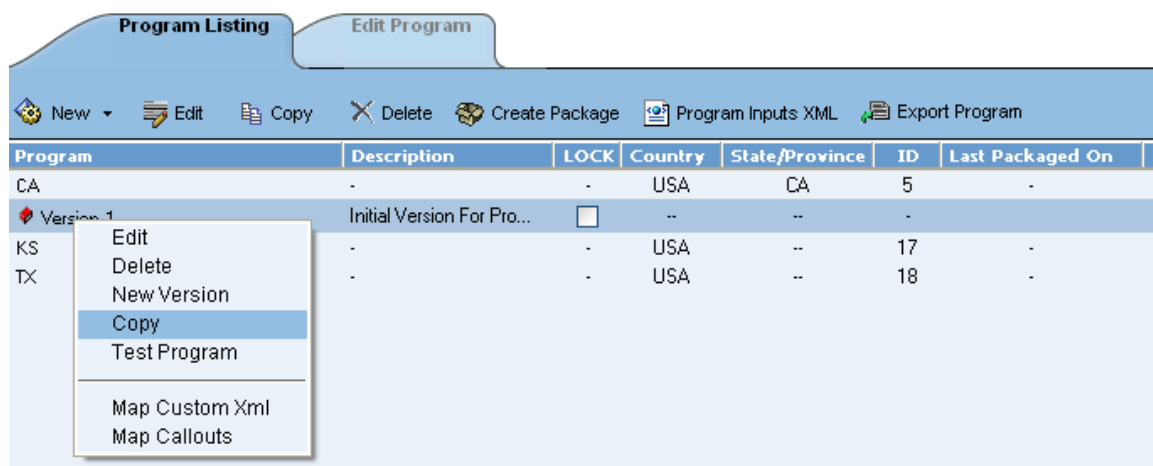 Program Listing Edit Program
New Edit Copy Delete Create Package Program Inputs XML Export Program
Program Description LOCK Country State/Province ID Last Packaged On
CA - - USA CA 5 -
Version 1 Initial Version For Pro... -- -- -
KS - - USA -- 17 -
TX - - USA -- 18 -
Edit
Delete
New Version
Copy
Test Program
Map Custom Xml
Map Callouts